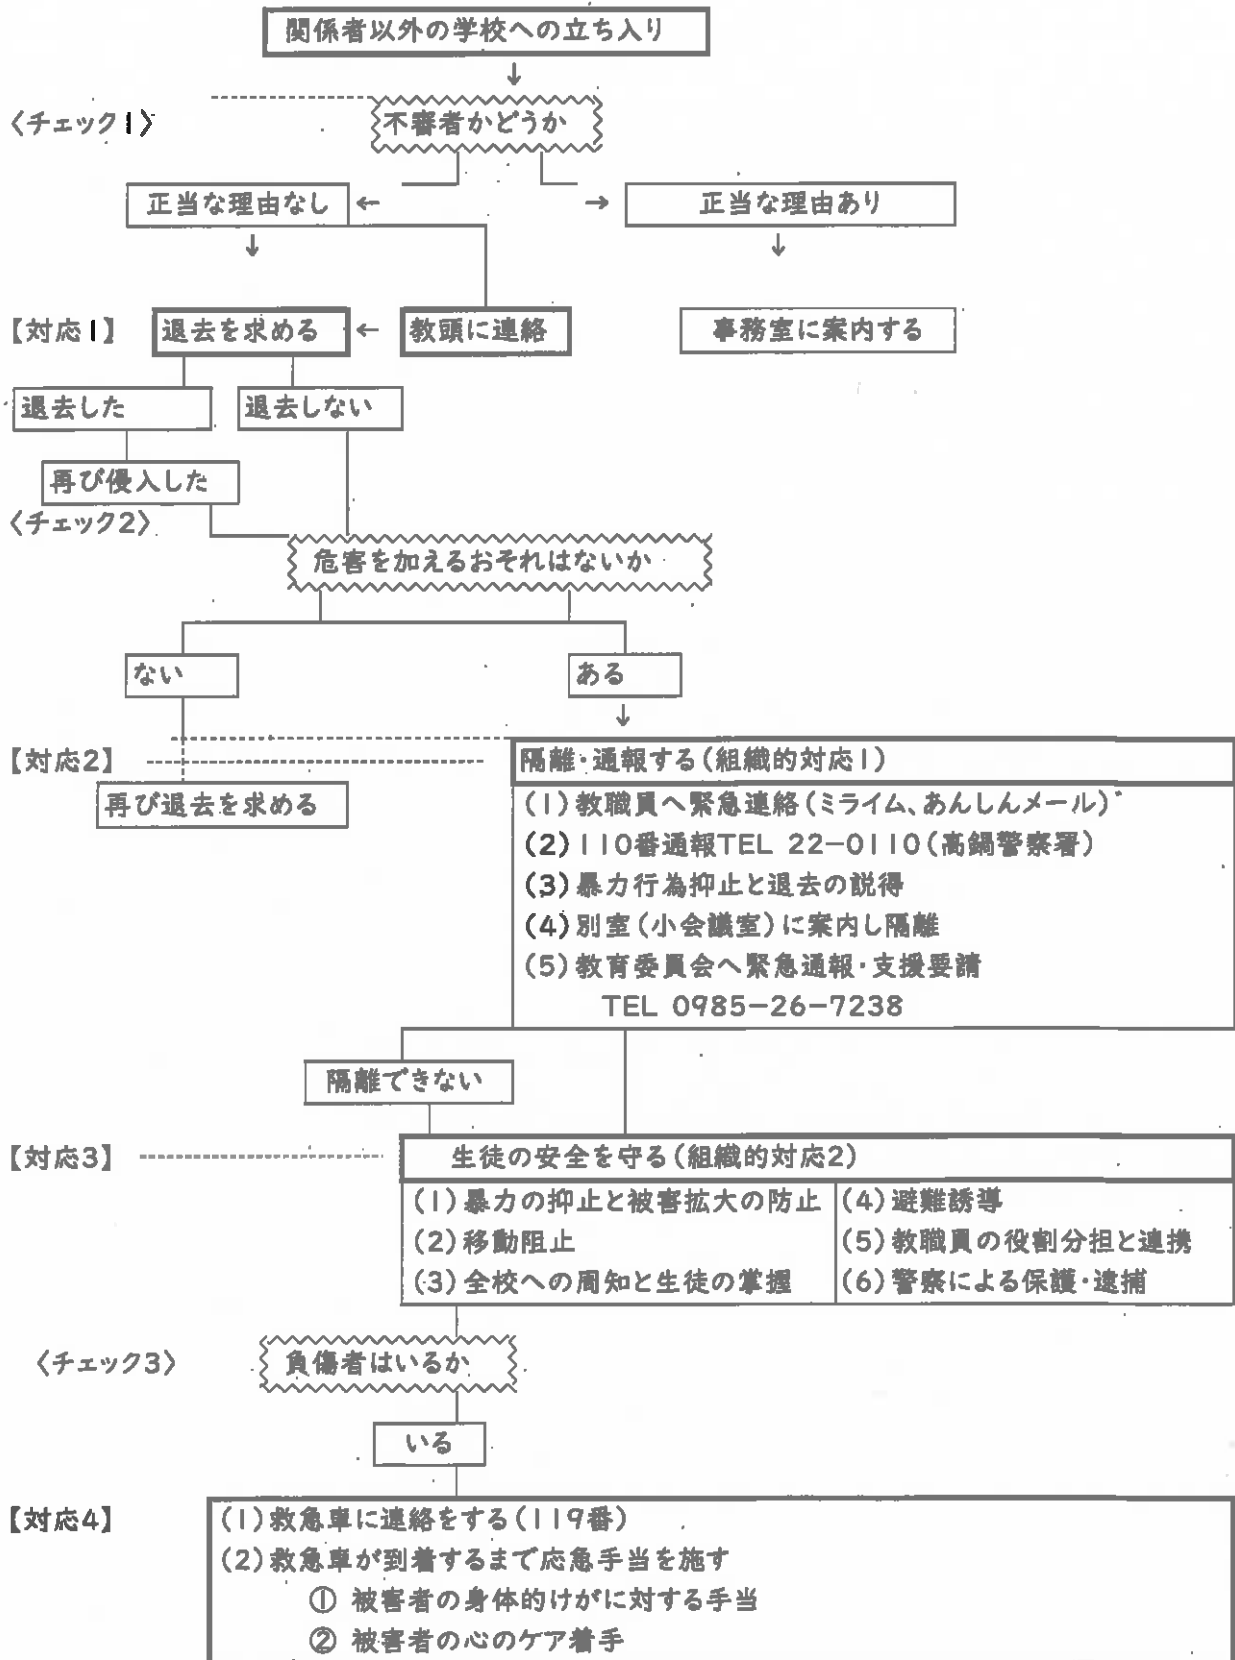 関係者以外の学校への立ち入り
↓
〈チェック1〉
不審者かどうか
正当な理由なし ←
→ 正当な理由あり
↓ ↓
【対応1】 退去を求める ← 教頭に連絡 事務室に案内する
退去した 退去しない
再び侵入した
〈チェック2〉
危害を加えるおそれはないか
ない ある
↓
【対応2】 隔離・通報する(組織的対応1)
再び退去を求める
(1)教職員へ緊急連絡(ミライム、あんしんメール)
(2)110番通報TEL 22-0110(高鍋警察署)
(3)暴力行為抑止と退去の説得
(4)別室(小会議室)に案内し隔離
(5)教育委員会へ緊急通報・支援要請
TEL 0985-26-7238
隔離できない
【対応3】 生徒の安全を守る(組織的対応2)
(1)暴力の抑止と被害拡大の防止 (4)避難誘導
(2)移動阻止 (5)教職員の役割分担と連携
(3)全校への周知と生徒の掌握 (6)警察による保護・逮捕
〈チェック3〉 負傷者はいるか
いる
【対応4】 (1)救急車に連絡をする(119番)
(2)救急車が到着するまで応急手当を施す
① 被害者の身体的けがに対する手当
② 被害者の心のケア着手